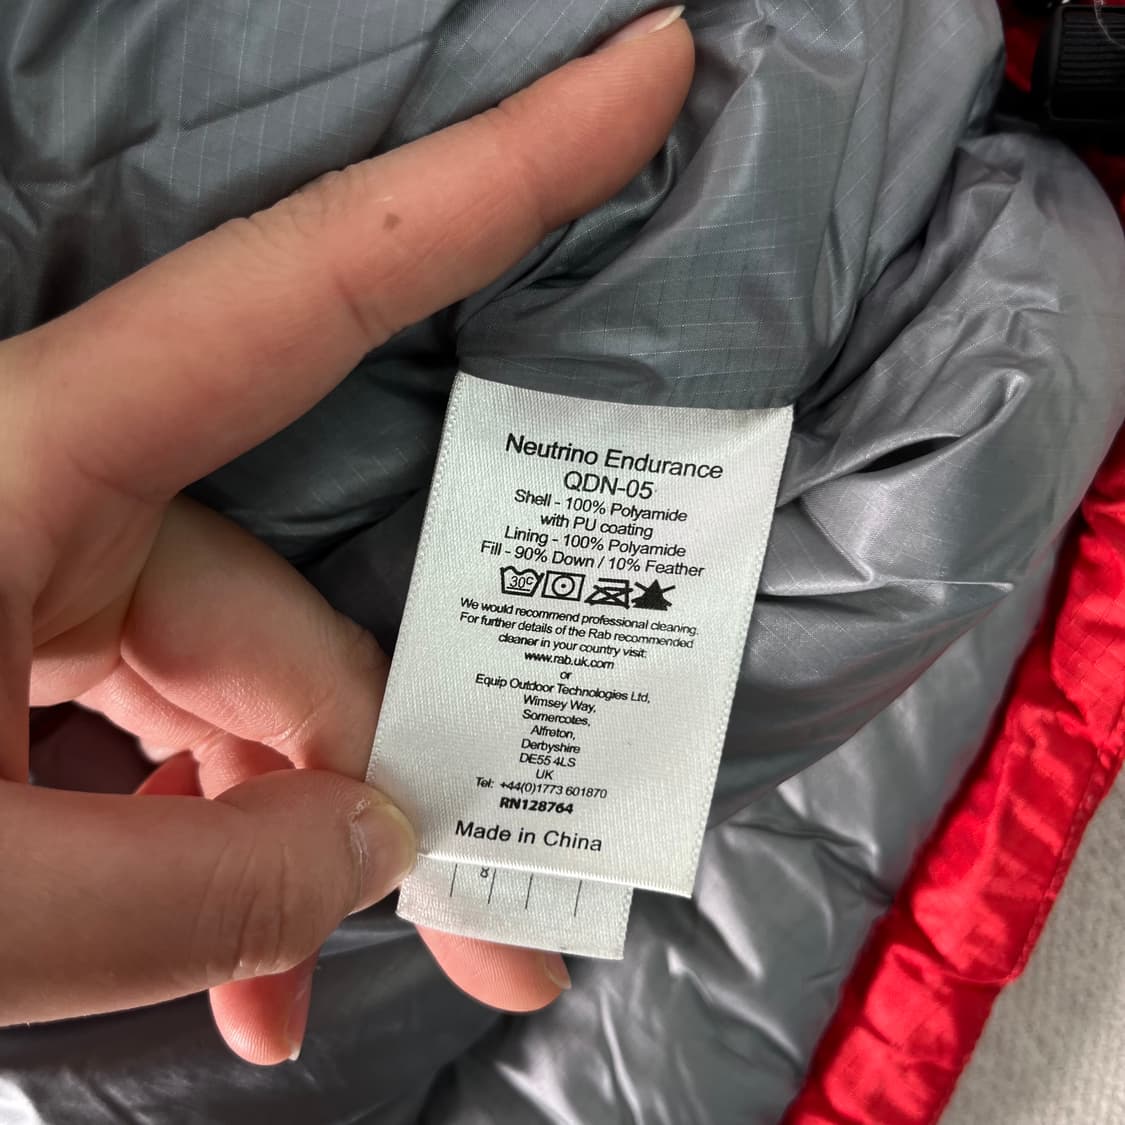 Neutrino Endurance
QDN-05
Shell - 100% Polyamide
with PU coating
Lining - 100% Polyamide
Fill - 90% Down / 10% Feather
30c
We would recommend professional cleaning.
For further details of the Rab recommended
cleaner in your country visit:
www.rab.uk.com
or
Equip Outdoor Technologies Ltd,
Wimsey Way,
Somercotes,
Alfreton,
Derbyshire
DE55 4LS
UK
Tel: +44(0)1773 601870
RN128764
Made in China
8